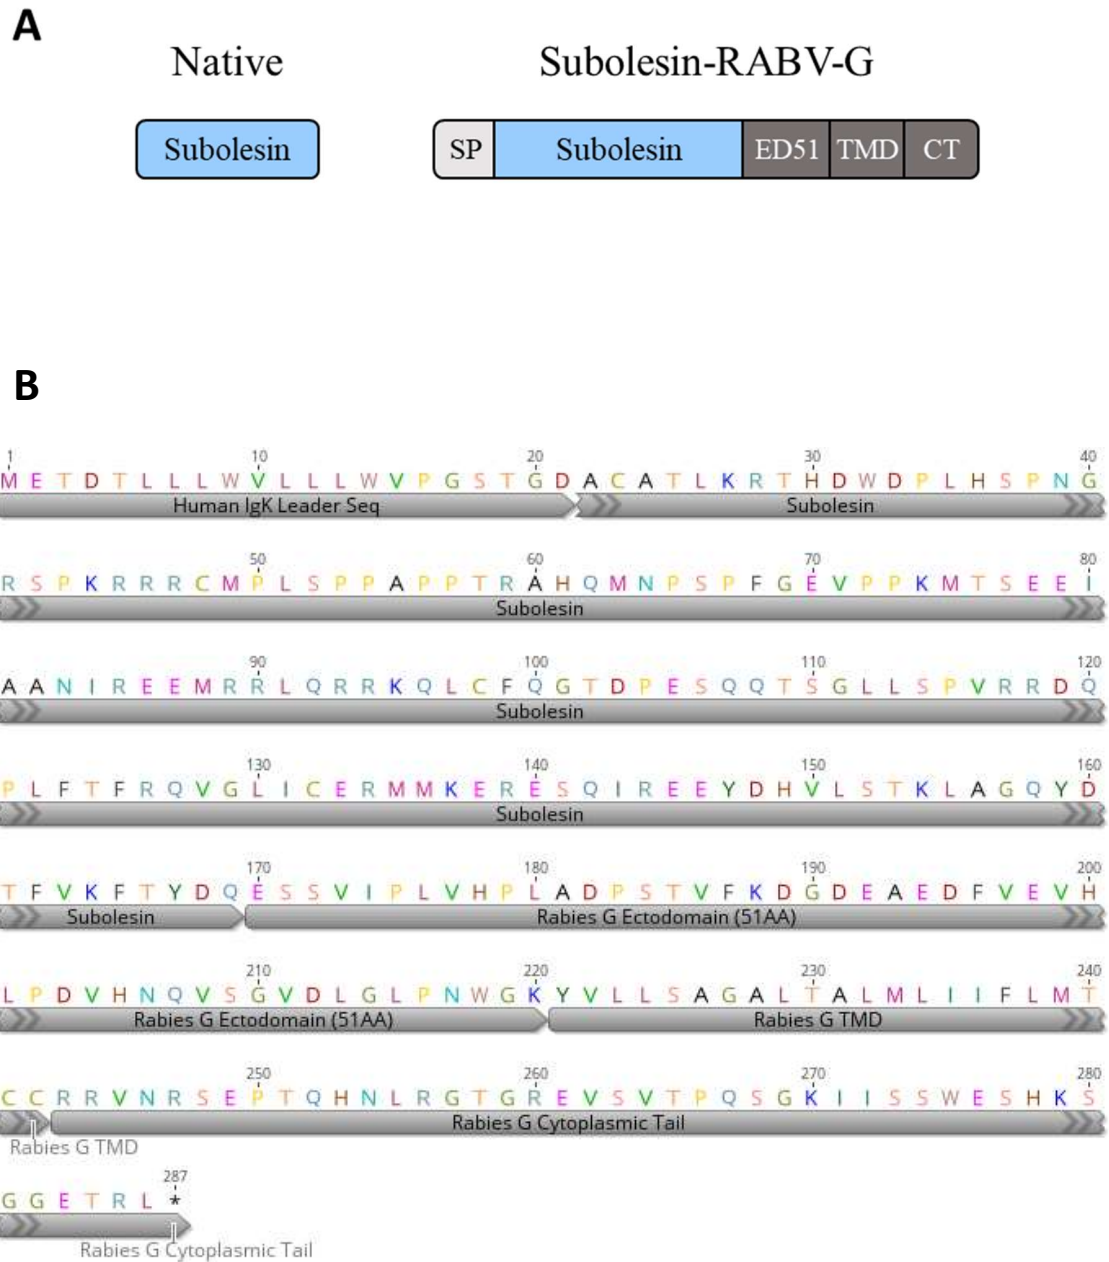 A
Native
Subolesin-RABV-G
Subolesin
SP Subolesin ED51 TMD CT
B
1 10 20 30 40
M E T D T L L L W V L L L W V P G S T G D A C A T L K R T H D W D P L H S P N G
Human IgK Leader Seq Subolesin
50 60 70 80
R S P K R R R C M P L S P P A P P T R A H Q M N P S P F G E V P P K M T S E E I
Subolesin
90 100 110 120
A A N I R E E M R R L Q R R K Q L C F Q G T D P E S Q Q T S G L L S P V R R D Q
Subolesin
130 140 150 160
P L F T F R Q V G L I C E R M M K E R E S Q I R E E Y D H V L S T K L A G Q Y D
Subolesin
170 180 190 200
T F V K F T Y D Q E S S V I P L V H P L A D P S T V F K D G D E A E D F V E V H
Subolesin Rabies G Ectodomain (51AA)
210 220 230 240
L P D V H N Q V S G V D L G L P N W G K Y V L L S A G A L T A L M L I I F L M T
Rabies G Ectodomain (51AA) Rabies G TMD
250 260 270 280
C C R R V N R S E P T Q H N L R G T G R E V S V T P Q S G K I I S S W E S H K S
Rabies G Cytoplasmic Tail
Rabies G TMD
287
G G E T R L *
Rabies G Cytoplasmic Tail